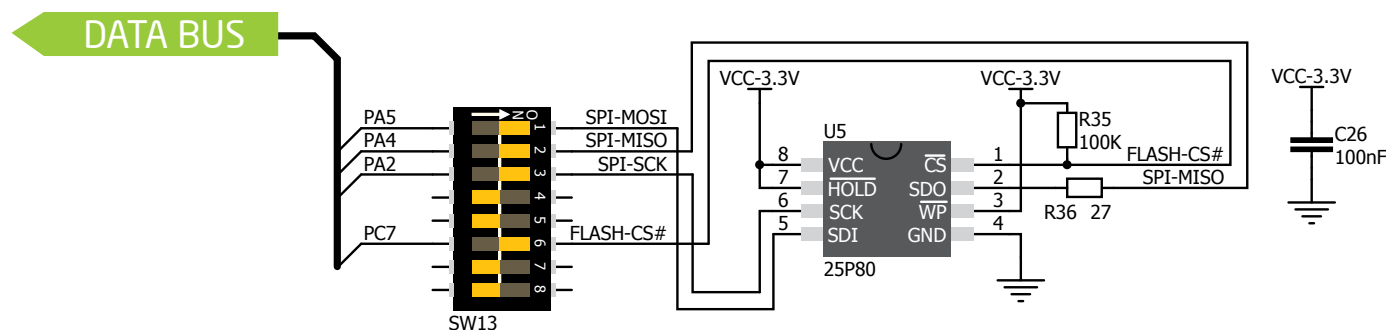 DATA BUS
VCC-3.3V
VCC-3.3V
VCC-3.3V
PA5
PA4
PA2
PC7
ON
1
2
3
4
5
6
7
8
SW13
SPI-MOSI
SPI-MISO
SPI-SCK
FLASH-CS#
U5
8
7
6
5
VCC
HOLD
SCK
SDI
CS
SDO
WP
GND
1
2
3
4
25P80
R35
100K
FLASH-CS#
SPI-MISO
R36 27
C26
100nF